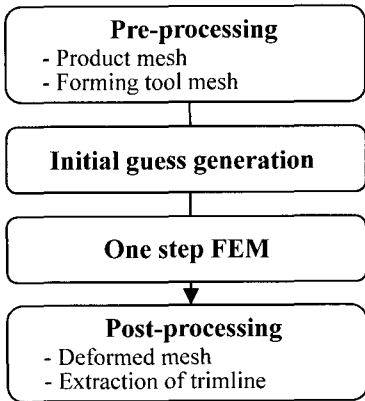 Pre-processing
- Product mesh
- Forming tool mesh
Initial guess generation
One step FEM
Post-processing
- Deformed mesh
- Extraction of trimline